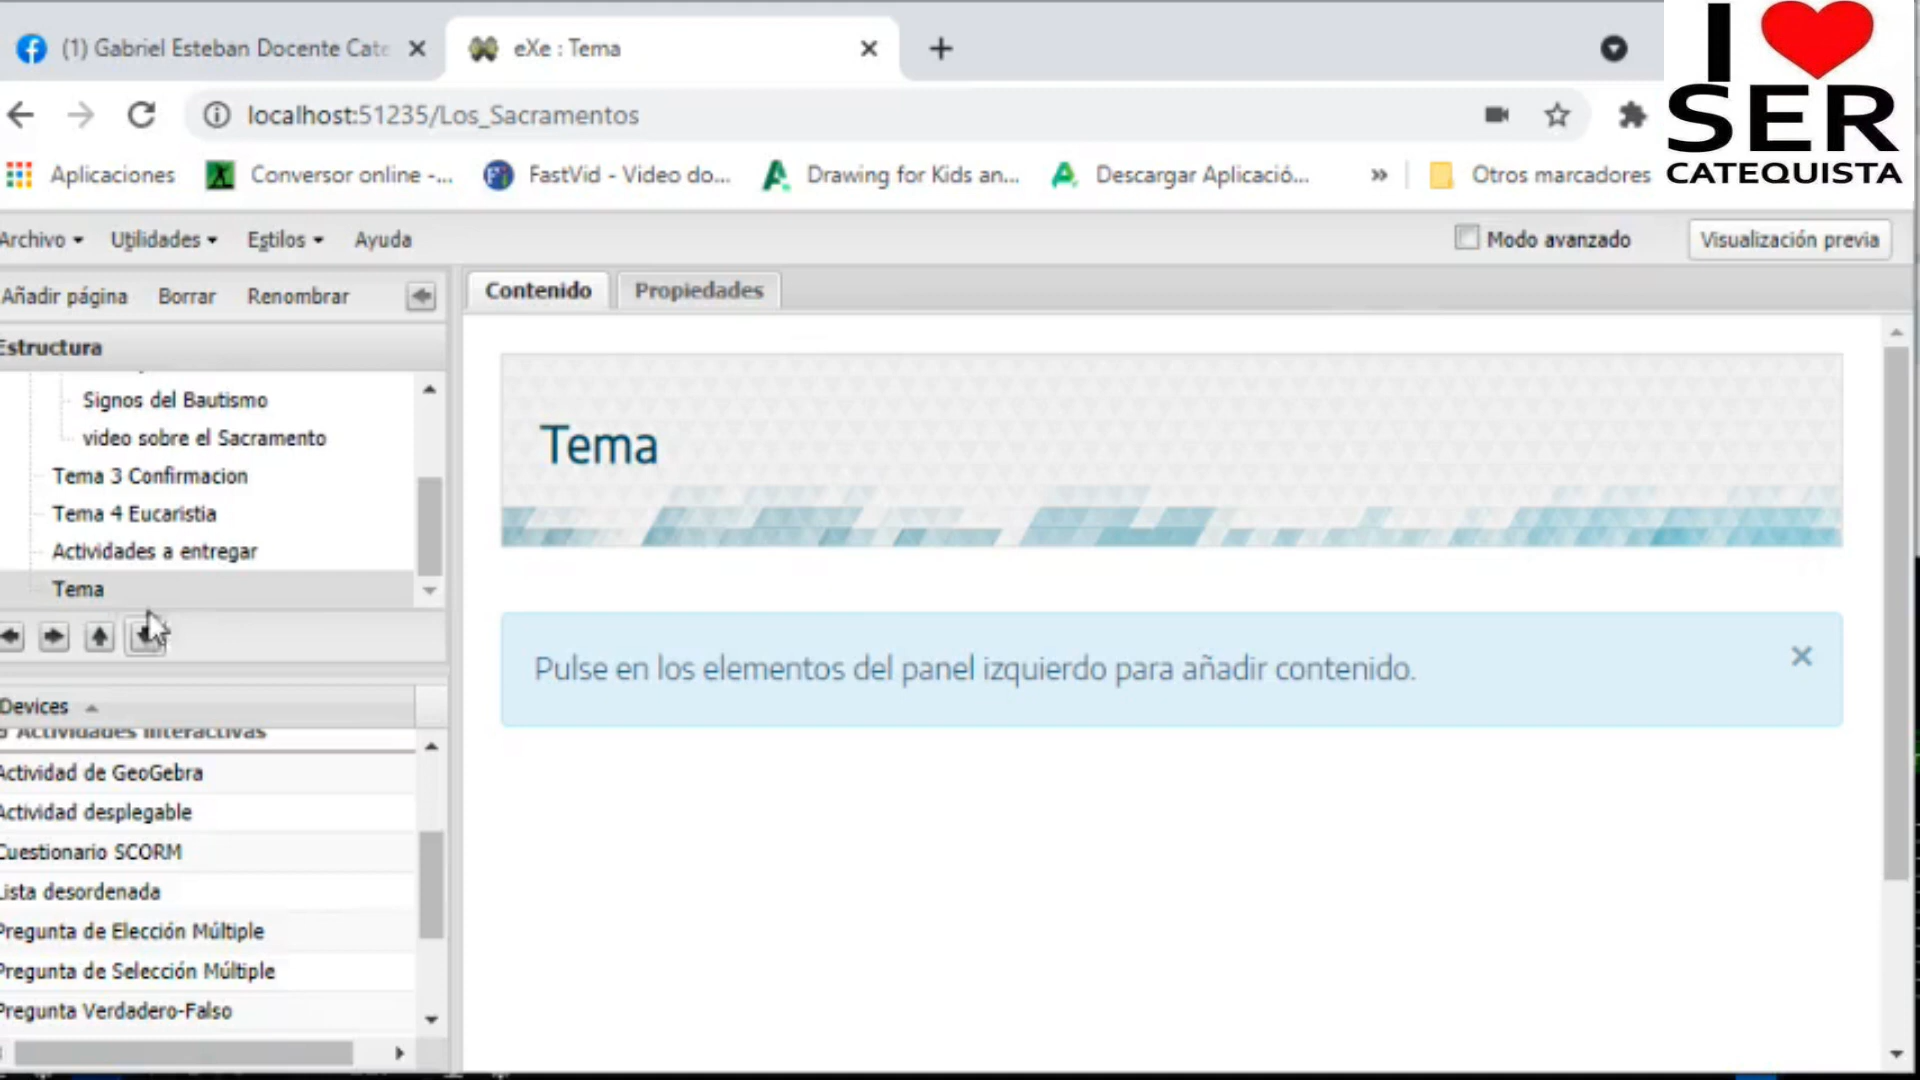 (1) Gabriel Esteban Docente Cate
eXe : Tema
I
SER
CATEQUISTA
localhost:51235/Los_Sacramentos
Aplicaciones
Conversor online -...
FastVid - Video do...
Drawing for Kids an...
Descargar Aplicació...
»
Otros marcadores
Archivo
Utilidades
Estilos
Ayuda
Modo avanzado
Visualización previa
Añadir página
Borrar
Renombrar
Contenido
Propiedades
Estructura
Signos del Bautismo
video sobre el Sacramento
Tema 3 Confirmacion
Tema 4 Eucaristia
Actividades a entregar
Tema
Tema
Pulse en los elementos del panel izquierdo para añadir contenido.
Devices
Actividades interactivas
Actividad de GeoGebra
Actividad desplegable
Cuestionario SCORM
Lista desordenada
Pregunta de Elección Múltiple
Pregunta de Selección Múltiple
Pregunta Verdadero-Falso